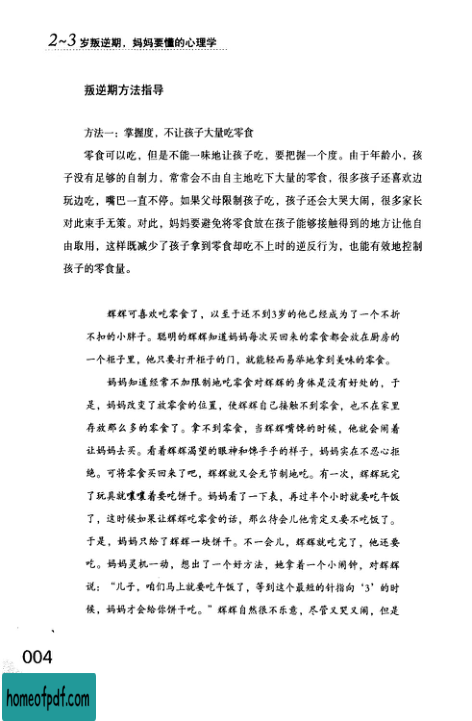 2~3岁叛逆期，妈妈要懂的心理学
叛逆期方法指导
方法一：掌握度，不让孩子大量吃零食
零食可以吃，但是不能一味地让孩子吃，要把握一个度。由于年龄小，孩
子没有足够的自制力，常常会不由自主地吃下大量的零食，很多孩子还喜欢边
玩边吃，嘴巴一直不停。如果父母限制孩子吃，孩子还会大哭大闹，很多家长
对此束手无策。对此，妈妈要避免将零食放在孩子能够接触得到的地方让他自
由取用，这样既减少了孩子拿到零食却吃不上时的逆反行为，也能有效地控制
孩子的零食量。
辉辉可喜欢吃零食了，以至于还不到3岁的他已经成为了一个不折
不扣的小胖子。聪明的辉辉知道妈妈每次买回来的零食都会放在厨房的
一个柜子里，他只要打开柜子的门，就能轻而易举地拿到美味的零食。
妈妈知道经常不加限制地吃零食对辉辉的身体是没有好处的，于
是，妈妈改变了放零食的位置，使辉辉自己接触不到零食，也不在家里
存放那么多的零食了。拿不到零食，当辉辉嘴馋的时候，他就会闹着
让妈妈去买。看着辉辉渴望的眼神和馋乎乎的样子，妈妈实在不忍心拒
绝。可将零食买回来了吧，辉辉就又会无节制地吃。有一次，辉辉玩完
了玩具就嚷嚷着要吃饼干。妈妈看了一下表，再过半个小时就要吃午饭
了，这时候如果让辉辉吃零食的话，那么待会儿他肯定又要不吃饭了。
于是，妈妈只给了辉辉一块饼干。不一会儿，辉辉就吃完了，他还要
吃。妈妈灵机一动，想出了一个好方法，她拿着一个小闹钟，对辉辉
说：“儿子，咱们马上就要吃午饭了，等到这个最短的针指向‘3’的时
候，妈妈才会给你饼干吃。”辉辉自然很不乐意，尽管又哭又闹，但是
004
homeofpdf.com